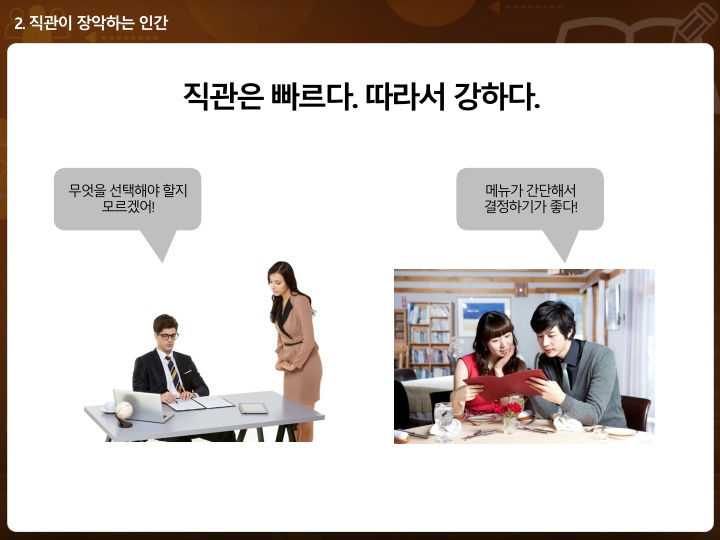 2. 직관이 장악하는 인간
직관은 빠르다. 따라서 강하다.
무엇을 선택해야 할지
모르겠어!
메뉴가 간단해서
결정하기가 좋다!